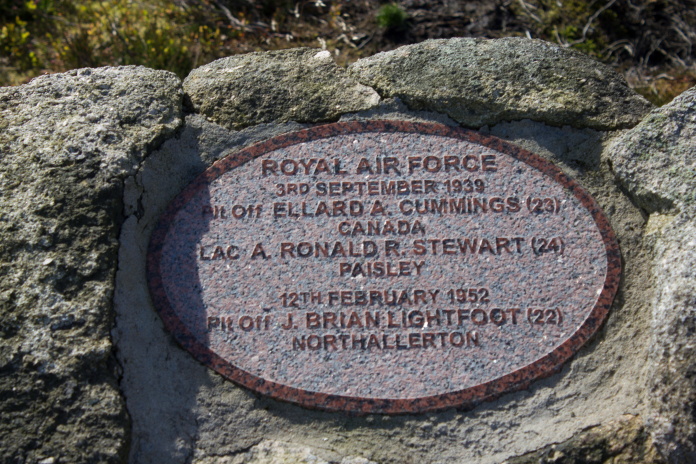 ROYAL AIR FORCE
3RD SEPTEMBER 1939
Plt Off ELLARD A. CUMMINGS (23)
CANADA
LAC A. RONALD R. STEWART (24)
PAISLEY
12TH FEBRUARY 1952
Plt Off J. BRIAN LIGHTFOOT (22)
NORTHALLERTON